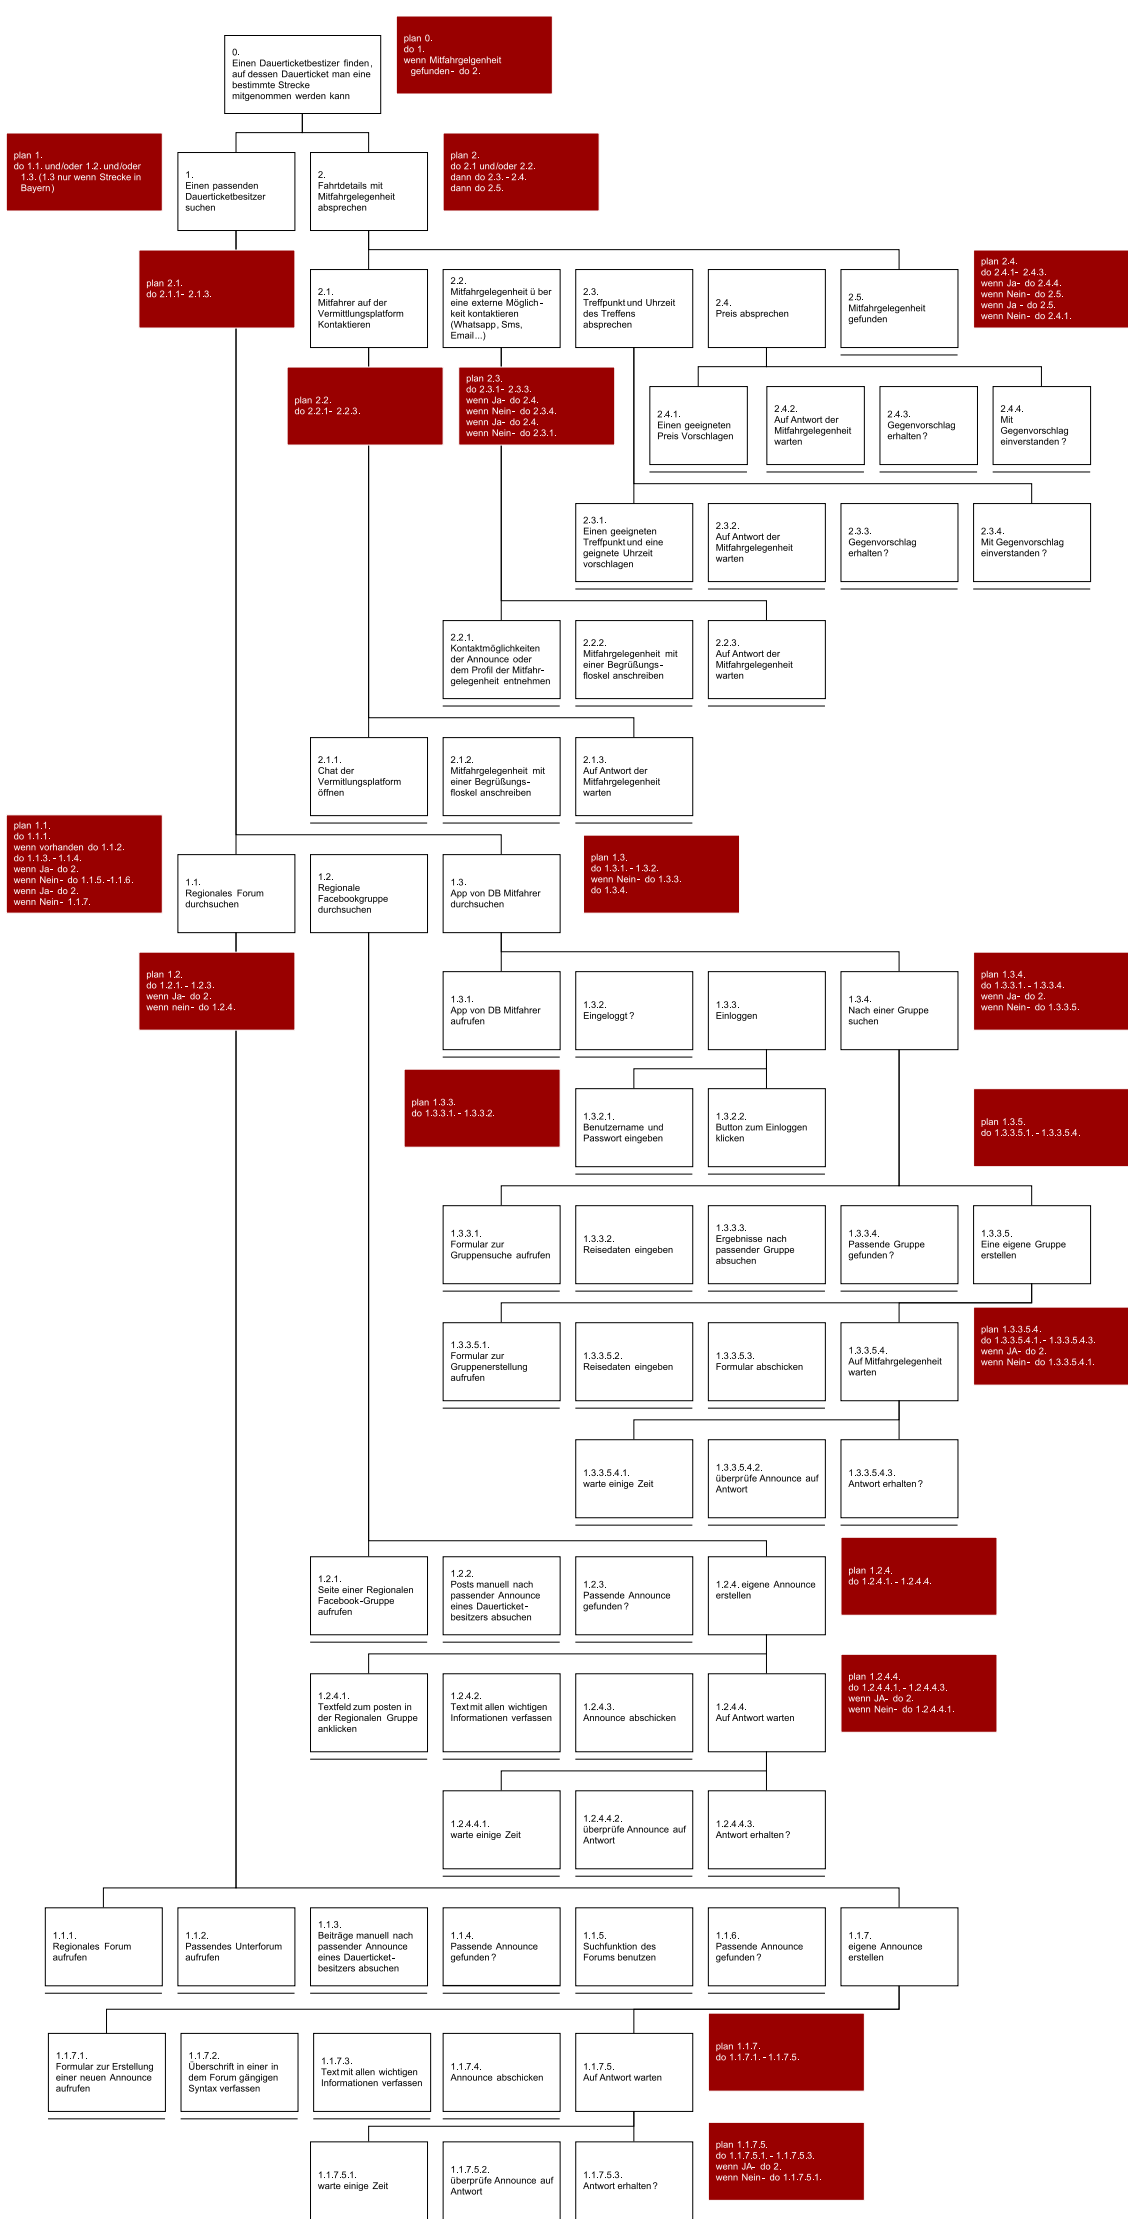 plan 0.
do 1.
wenn Mitfahrgelgenheit
gefunden- do 2.
0.
Einen Dauerticketbestizer finden,
auf dessen Dauerticket man eine
bestimmte Strecke
mitgenommen werden kann
plan 1.
do 1.1. und/oder 1.2. und/oder
1.3. (1.3 nur wenn Strecke in
Bayern)
1.
Einen passenden
Dauerticketbesitzer
suchen
2.
Fahrtdetails mit
Mitfahrgelegenheit
absprechen
plan 2.
do 2.1 und/oder 2.2.
dann do 2.3. - 2.4.
dann do 2.5.
plan 2.1.
do 2.1.1- 2.1.3.
2.1.
Mitfahrer auf der
Vermittlungsplatform
Kontaktieren
2.2.
Mitfahrgelegenheit ü ber
eine externe Möglich-
keit kontaktieren
(Whatsapp, Sms,
Email...)
2.3.
Treffpunkt und Uhrzeit
des Treffens
absprechen
2.4.
Preis absprechen
2.5.
Mitfahrgelegenheit
gefunden
plan 2.4.
do 2.4.1- 2.4.3.
wenn Ja- do 2.4.4.
wenn Nein- do 2.5.
wenn Ja - do 2.5.
wenn Nein- do 2.4.1.
plan 2.2.
do 2.2.1- 2.2.3.
plan 2.3.
do 2.3.1- 2.3.3.
wenn Ja- do 2.4.
wenn Nein- do 2.3.4.
wenn Ja- do 2.4.
wenn Nein- do 2.3.1.
2.4.1.
Einen geeigneten
Preis Vorschlagen
2.4.2.
Auf Antwort der
Mitfahrgelegenheit
warten
2.4.3.
Gegenvorschlag
erhalten?
2.4.4.
Mit
Gegenvorschlag
einverstanden?
2.3.1.
Einen geeigneten
Treffpunkt und eine
geignete Uhrzeit
vorschlagen
2.3.2.
Auf Antwort der
Mitfahrgelegenheit
warten
2.3.3.
Gegenvorschlag
erhalten?
2.3.4.
Mit Gegenvorschlag
einverstanden?
2.2.1.
Kontaktmöglichkeiten
der Announce oder
dem Profil der Mitfahr-
gelegenheit entnehmen
2.2.2.
Mitfahrgelegenheit mit
einer Begrüßungs-
floskel anschreiben
2.2.3.
Auf Antwort der
Mitfahrgelegenheit
warten
2.1.1.
Chat der
Vermitlungsplatform
öffnen
2.1.2.
Mitfahrgelegenheit mit
einer Begrüßungs-
floskel anschreiben
2.1.3.
Auf Antwort der
Mitfahrgelegenheit
warten
plan 1.1.
do 1.1.1.
wenn vorhanden do 1.1.2.
do 1.1.3. - 1.1.4.
wenn Ja- do 2.
wenn Nein- do 1.1.5. -1.1.6.
wenn Ja- do 2.
wenn Nein- 1.1.7.
1.1.
Regionales Forum
durchsuchen
1.2.
Regionale
Facebookgruppe
durchsuchen
1.3.
App von DB Mitfahrer
durchsuchen
plan 1.3.
do 1.3.1. - 1.3.2.
wenn Nein- do 1.3.3.
do 1.3.4.
plan 1.2.
do 1.2.1. - 1.2.3.
wenn Ja- do 2.
wenn nein- do 1.2.4.
1.3.1.
App von DB Mitfahrer
aufrufen
1.3.2.
Eingeloggt?
1.3.3.
Einloggen
1.3.4.
Nach einer Gruppe
suchen
plan 1.3.4.
do 1.3.3.1. - 1.3.3.4.
wenn Ja- do 2.
wenn Nein- do 1.3.3.5.
plan 1.3.3.
do 1.3.3.1. - 1.3.3.2.
1.3.2.1.
Benutzername und
Passwort eingeben
1.3.2.2.
Button zum Einloggen
klicken
plan 1.3.5.
do 1.3.3.5.1. - 1.3.3.5.4.
1.3.3.1.
Formular zur
Gruppensuche aufrufen
1.3.3.2.
Reisedaten eingeben
1.3.3.3.
Ergebnisse nach
passender Gruppe
absuchen
1.3.3.4.
Passende Gruppe
gefunden?
1.3.3.5.
Eine eigene Gruppe
erstellen
1.3.3.5.1.
Formular zur
Gruppenerstellung
aufrufen
1.3.3.5.2.
Reisedaten eingeben
1.3.3.5.3.
Formular abschicken
1.3.3.5.4.
Auf Mitfahrgelegenheit
warten
plan 1.3.3.5.4.
do 1.3.3.5.4.1. - 1.3.3.5.4.3.
wenn JA- do 2.
wenn Nein- do 1.3.3.5.4.1.
1.3.3.5.4.1.
warte einige Zeit
1.3.3.5.4.2.
überprüfe Announce auf
Antwort
1.3.3.5.4.3.
Antwort erhalten?
1.2.1.
Seite einer Regionalen
Facebook-Gruppe
aufrufen
1.2.2.
Posts manuell nach
passender Announce
eines Dauerticket-
besitzers absuchen
1.2.3.
Passende Announce
gefunden?
1.2.4. eigene Announce
erstellen
plan 1.2.4.
do 1.2.4.1. - 1.2.4.4.
1.2.4.1.
Textfeld zum posten in
der Regionalen Gruppe
anklicken
1.2.4.2.
Text mit allen wichtigen
Informationen verfassen
1.2.4.3.
Announce abschicken
1.2.4.4.
Auf Antwort warten
plan 1.2.4.4.
do 1.2.4.4.1. - 1.2.4.4.3.
wenn JA- do 2.
wenn Nein- do 1.2.4.4.1.
1.2.4.4.1.
warte einige Zeit
1.2.4.4.2.
überprüfe Announce auf
Antwort
1.2.4.4.3.
Antwort erhalten?
1.1.1.
Regionales Forum
aufrufen
1.1.2.
Passendes Unterforum
aufrufen
1.1.3.
Beiträge manuell nach
passender Announce
eines Dauerticket-
besitzers absuchen
1.1.4.
Passende Announce
gefunden?
1.1.5.
Suchfunktion des
Forums benutzen
1.1.6.
Passende Announce
gefunden?
1.1.7.
eigene Announce
erstellen
1.1.7.1.
Formular zur Erstellung
einer neuen Announce
aufrufen
1.1.7.2.
Überschrift in einer in
dem Forum gängigen
Syntax verfassen
1.1.7.3.
Text mit allen wichtigen
Informationen verfassen
1.1.7.4.
Announce abschicken
1.1.7.5.
Auf Antwort warten
plan 1.1.7.
do 1.1.7.1. - 1.1.7.5.
1.1.7.5.1.
warte einige Zeit
1.1.7.5.2.
überprüfe Announce auf
Antwort
1.1.7.5.3.
Antwort erhalten?
plan 1.1.7.5.
do 1.1.7.5.1. - 1.1.7.5.3.
wenn JA- do 2.
wenn Nein- do 1.1.7.5.1.